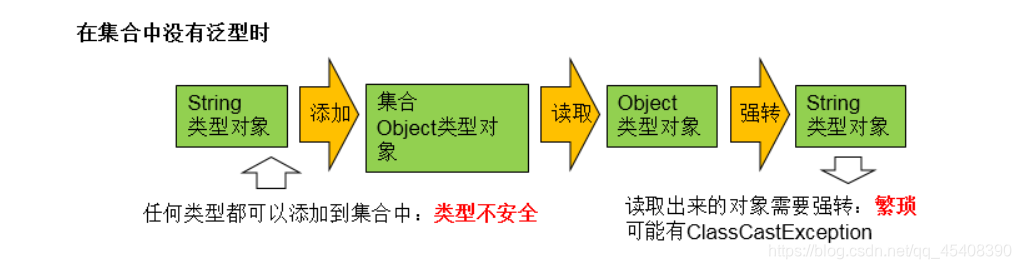 在集合中没有泛型时
String
类型对象
添加
集合
Object类型对
象
读取
Object
类型对象
强转
String
类型对象
任何类型都可以添加到集合中：类型不安全
读取出来的对象需要强转：繁琐
可能有ClassCastException
https://blog.csdn.net/qq_45408390